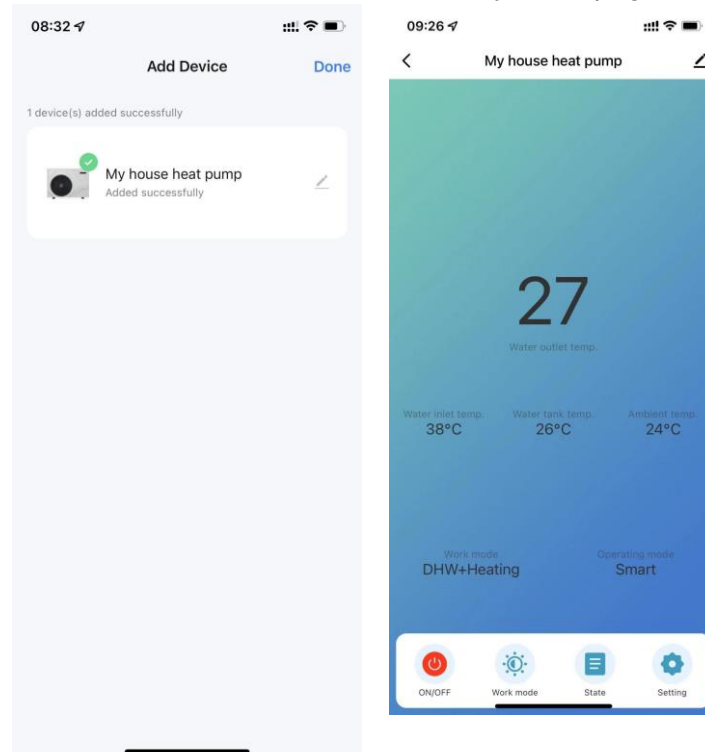 08:32
Add Device
Done
1 device(s) added successfully
My house heat pump
Added successfully
09:26
My house heat pump
27
Water outlet temp.
Water inlet temp.
Water tank temp.
Ambient temp.
38°C
26°C
24°C
Work mode
Operating mode
DHW+Heating
Smart
ON/OFF
Work mode
State
Setting